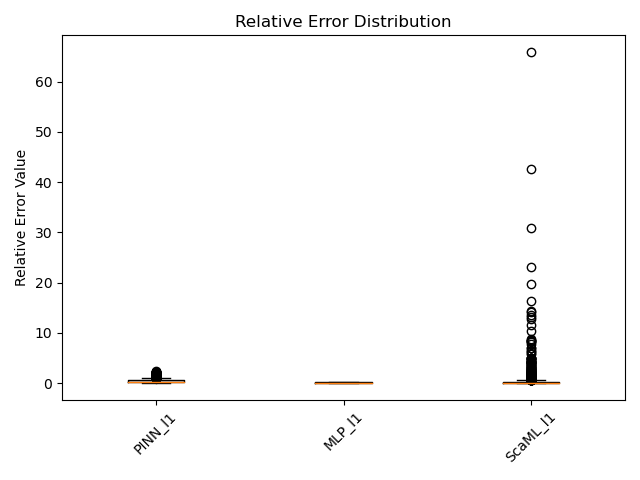 Relative Error Distribution
Relative Error Value
60
50
40
30
20
10
0
PINN_l1
MLP_l1
ScaML_l1